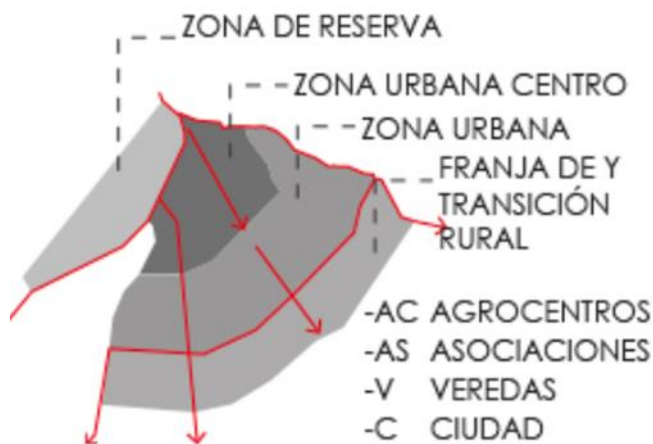 ZONA DE RESERVA
ZONA URBANA CENTRO
ZONA URBANA
FRANJA DE Y
TRANSICIÓN
RURAL
-AC AGROCENTROS
-AS ASOCIACIONES
-V VEREDAS
-C CIUDAD